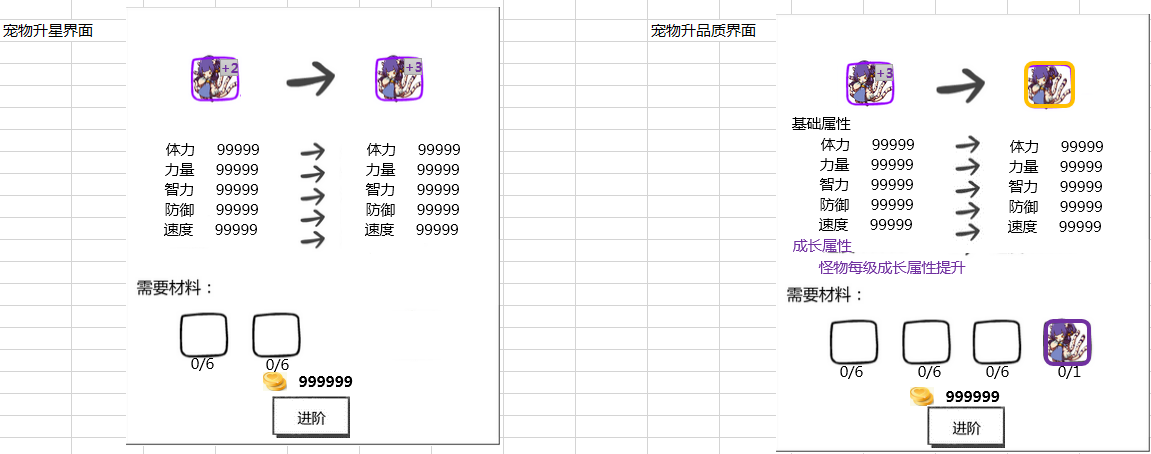 宠物升星界面
+2
+3
体力 99999 体力 99999
力量 99999 力量 99999
智力 99999 智力 99999
防御 99999 防御 99999
速度 99999 速度 99999
需要材料：
0/6 0/6
999999
进阶
宠物升品质界面
+3
基础属性
体力 99999 体力 99999
力量 99999 力量 99999
智力 99999 智力 99999
防御 99999 防御 99999
速度 99999 速度 99999
成长属性
怪物每级成长属性提升
需要材料：
0/6 0/6 0/6 0/1
999999
进阶